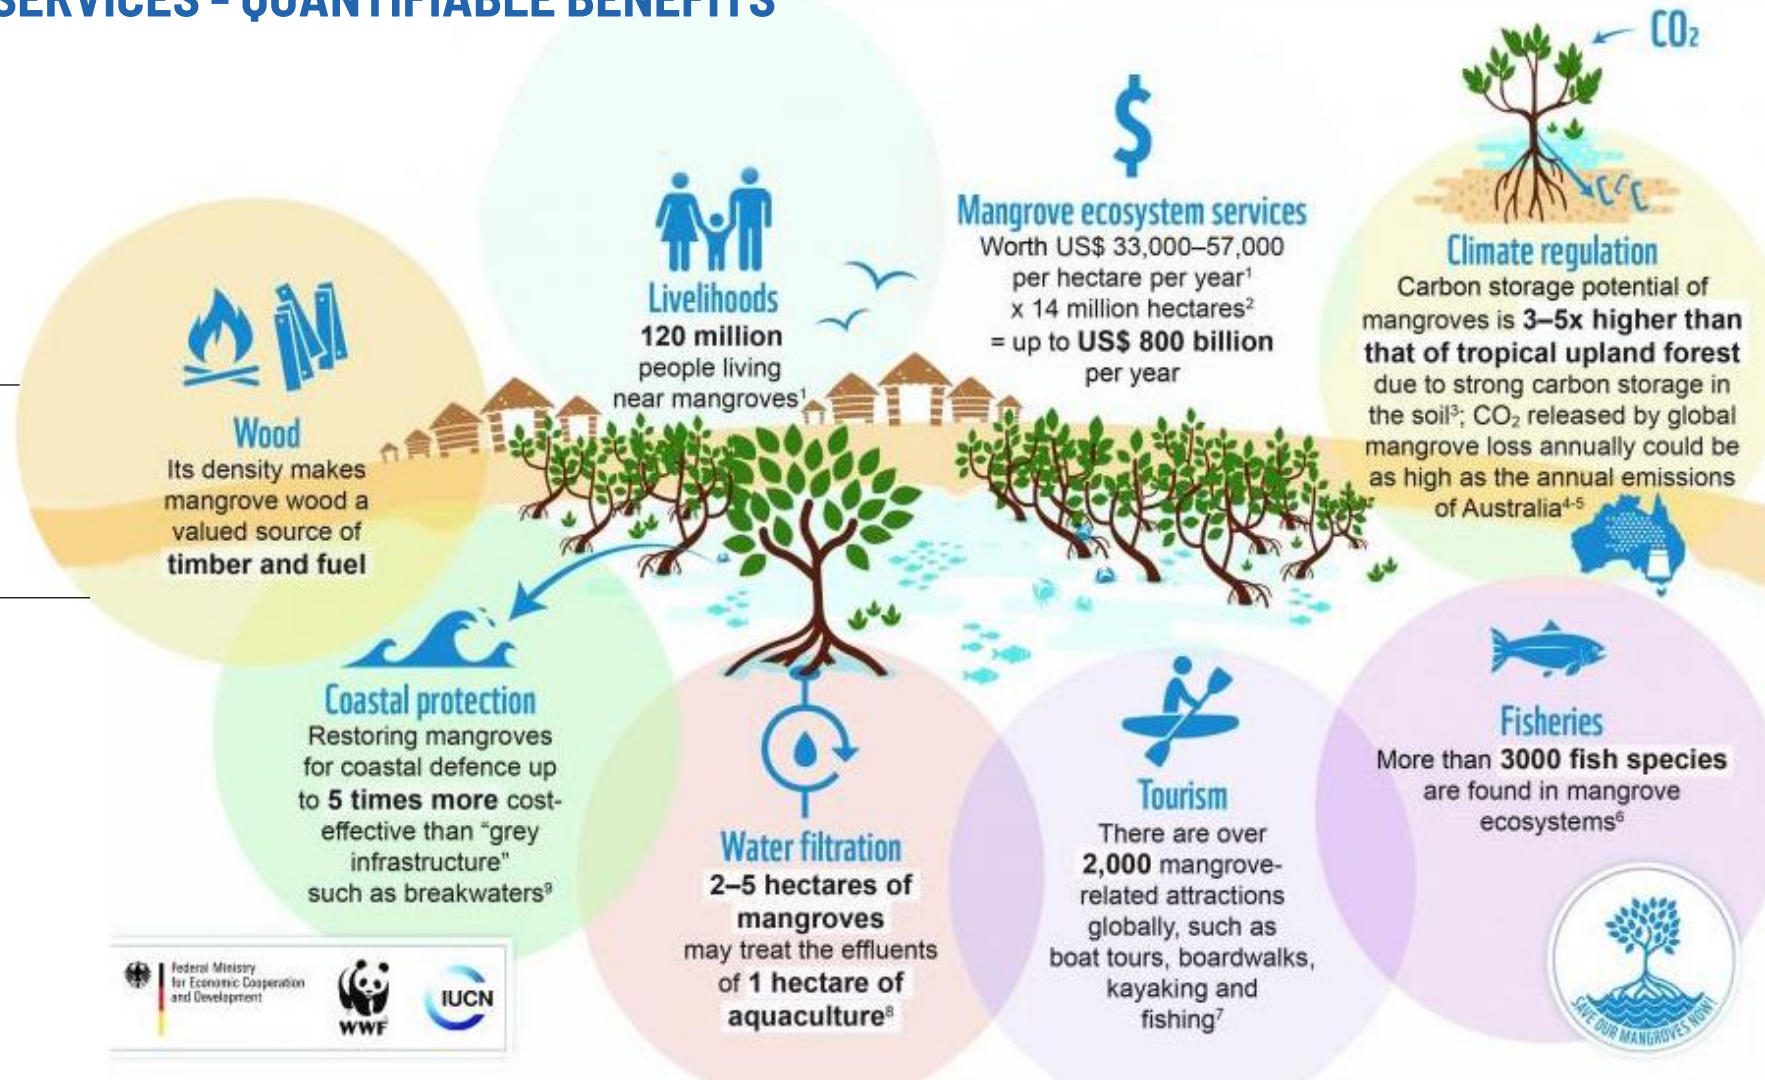 SERVICES - QUANTIFIABLE BENEFITS
CO₂
Livelihoods
120 million
people living
near mangroves¹
Mangrove ecosystem services
Worth US$ 33,000–57,000
per hectare per year¹
x 14 million hectares²
= up to US$ 800 billion
per year
C C C
Climate regulation
Carbon storage potential of
mangroves is 3–5x higher than
that of tropical upland forest
due to strong carbon storage in
the soil³; CO₂ released by global
mangrove loss annually could be
as high as the annual emissions
of Australia⁴⁻⁵
Wood
Its density makes
mangrove wood a
valued source of
timber and fuel
Coastal protection
Restoring mangroves
for coastal defence up
to 5 times more cost-
effective than “grey
infrastructure”
such as breakwaters⁹
Water filtration
2–5 hectares of
mangroves
may treat the effluents
of 1 hectare of
aquaculture⁸
Tourism
There are over
2,000 mangrove-
related attractions
globally, such as
boat tours, boardwalks,
kayaking and
fishing⁷
Fisheries
More than 3000 fish species
are found in mangrove
ecosystems⁶
Federal Ministry
for Economic Cooperation
and Development
WWF
IUCN
SAVE OUR MANGROVES NOW!